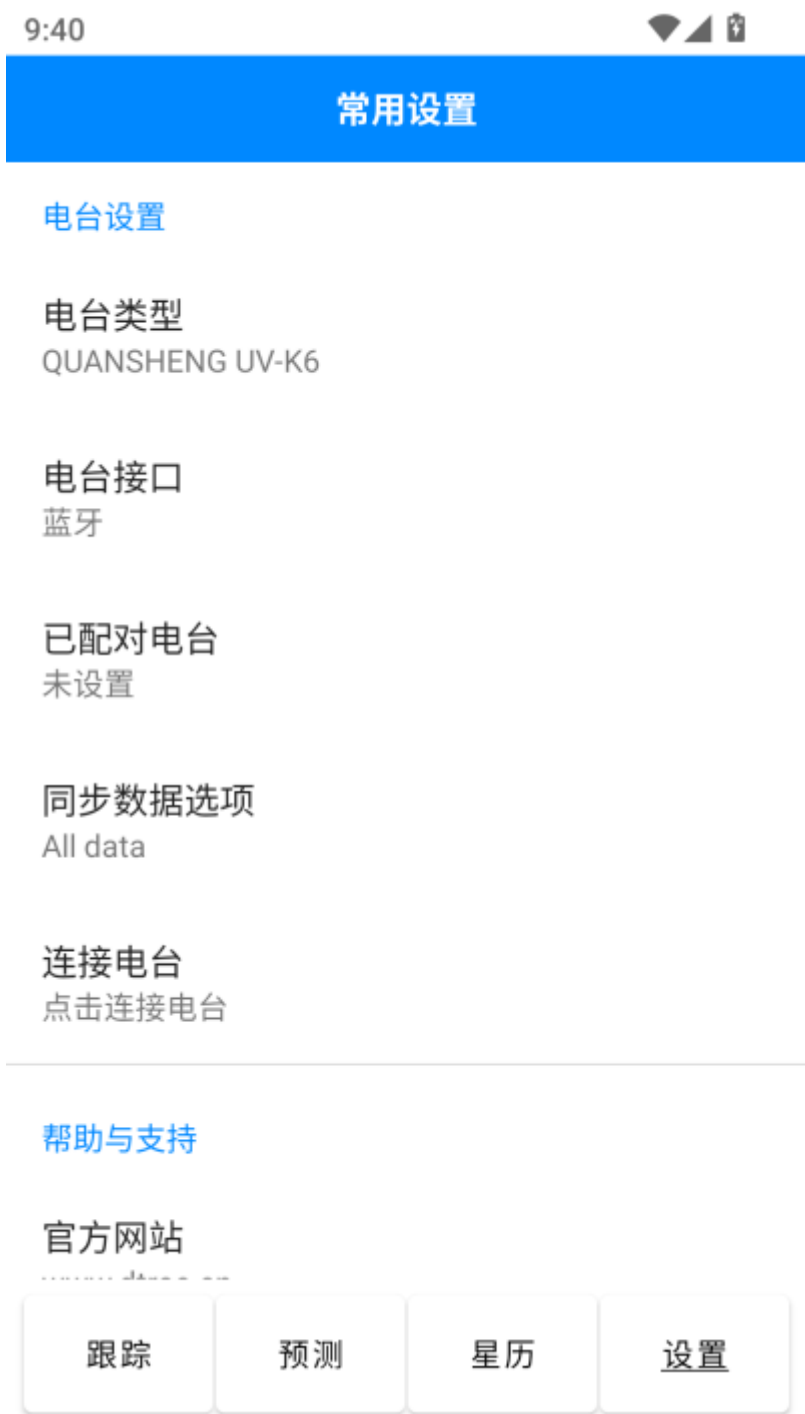 9:40
常用设置
电台设置
电台类型
QUANSHENG UV-K6
电台接口
蓝牙
已配对电台
未设置
同步数据选项
All data
连接电台
点击连接电台
帮助与支持
官方网站
跟踪
预测
星历
设置